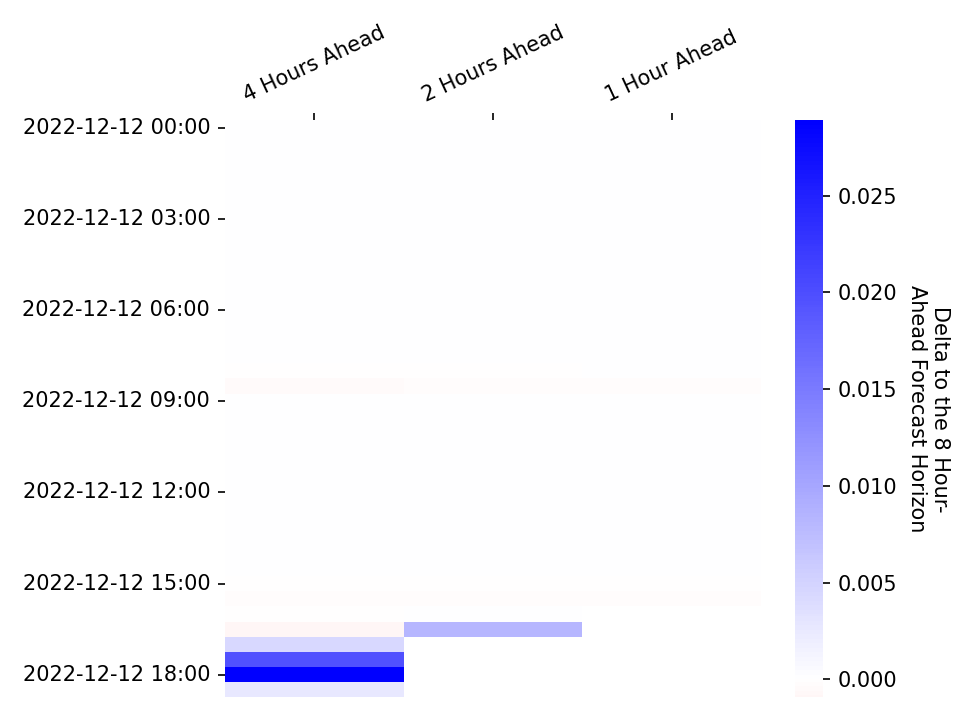 4 Hours Ahead
2 Hours Ahead
1 Hour Ahead
2022-12-12 00:00
2022-12-12 03:00
2022-12-12 06:00
2022-12-12 09:00
2022-12-12 12:00
2022-12-12 15:00
2022-12-12 18:00
0.025
0.020
0.015
0.010
0.005
0.000
Delta to the 8 Hour-
Ahead Forecast Horizon